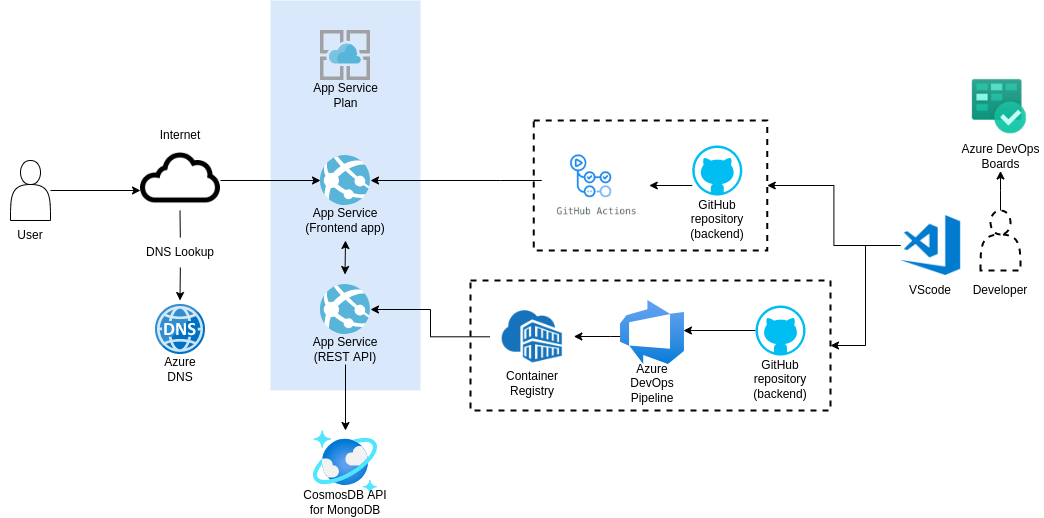 App Service
Plan
Internet
User
DNS Lookup
DNS
Azure
DNS
App Service
(Frontend app)
App Service
(REST API)
CosmosDB API
for MongoDB
GitHub Actions
GitHub
repository
(backend)
Container
Registry
Azure
DevOps
Pipeline
GitHub
repository
(backend)
VScode
Azure DevOps
Boards
Developer